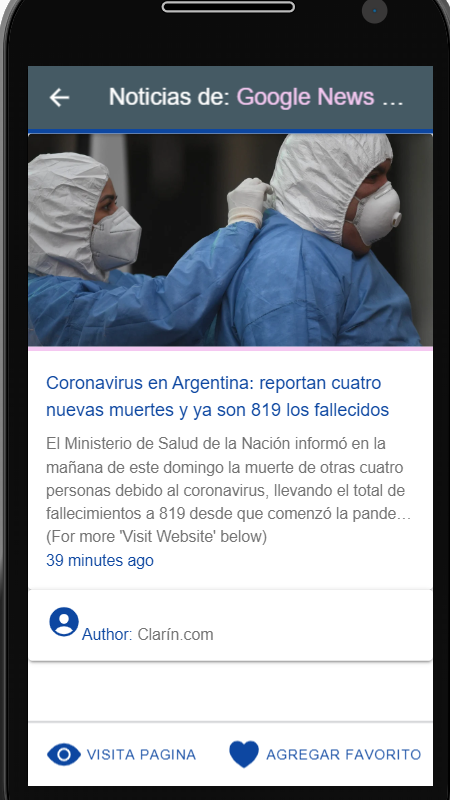 Noticias de: Google News ...
Coronavirus en Argentina: reportan cuatro
nuevas muertes y ya son 819 los fallecidos
El Ministerio de Salud de la Nación informó en la
mañana de este domingo la muerte de otras cuatro
personas debido al coronavirus, llevando el total de
fallecimientos a 819 desde que comenzó la pande...
(For more 'Visit Website' below)
39 minutes ago
Author: Clarín.com
VISITA PAGINA
AGREGAR FAVORITO